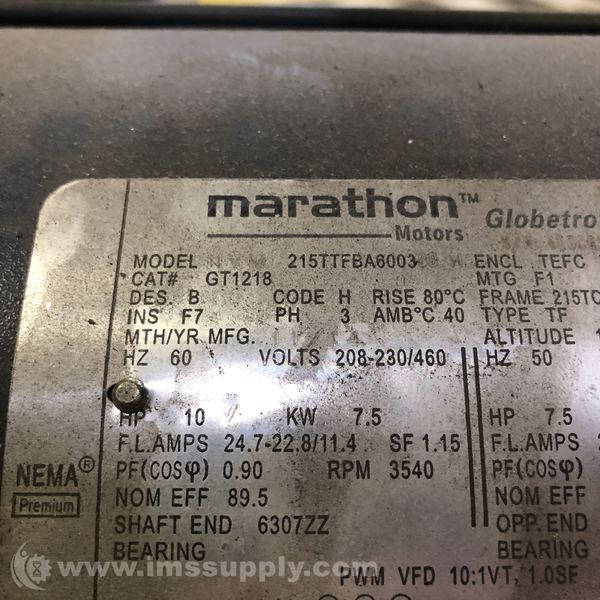 marathon™ Globetro
Motors
MODEL 215TTFBA6003 ENCL TEFC
CAT# GT1218 MTG F1
DES. B CODE H RISE 80°C FRAME 215TC
INS F7 PH 3 AMB°C 40 TYPE TF
MTH/YR MFG. ALTITUDE 1
HZ 60 VOLTS 208-230/460 HZ 50
HP 10 KW 7.5 HP 7.5
F.L.AMPS 24.7-22.8/11.4 SF 1.15 F.L.AMPS
PF(COSφ) 0.90 RPM 3540 PF(COSφ)
NEMA® NOM EFF 89.5 NOM EFF
Premium SHAFT END 6307ZZ OPP. END
BEARING BEARING
PWM VFD 10:1VT, 1.0SF
www.imssupply.com